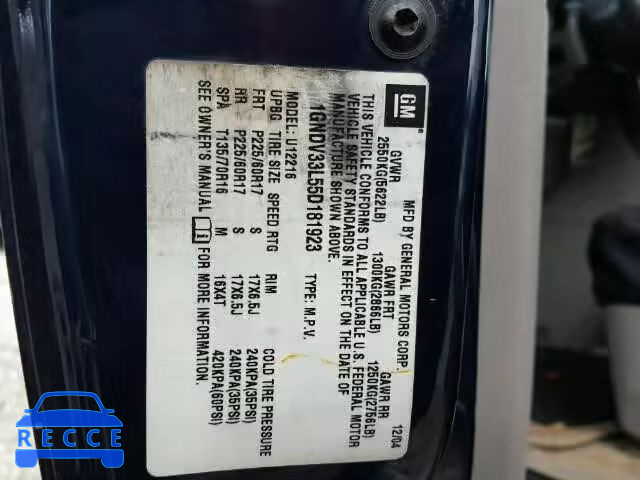 GM
®
MFD BY GENERAL MOTORS CORP. 12/04
GVWR GAWR FRT GAWR RR
2550KG(5622LB) 1300KG(2866LB) 1250KG(2756LB)
THIS VEHICLE CONFORMS TO ALL APPLICABLE U.S. FEDERAL MOTOR
VEHICLE SAFETY STANDARDS IN EFFECT ON THE DATE OF
MANUFACTURE SHOWN ABOVE.
1GNDV33L55D181923 TYPE: M.P.V.
MODEL: U12216
UPBG TIRE SIZE SPEED RTG RIM COLD TIRE PRESSURE
FRT P225/60R17 S 17X6.5J 240KPA(35PSI)
RR P225/60R17 S 17X6.5J 240KPA(35PSI)
SPA T135/70R16 M 16X4T 420KPA(60PSI)
SEE OWNER'S MANUAL FOR MORE INFORMATION.
RECCE